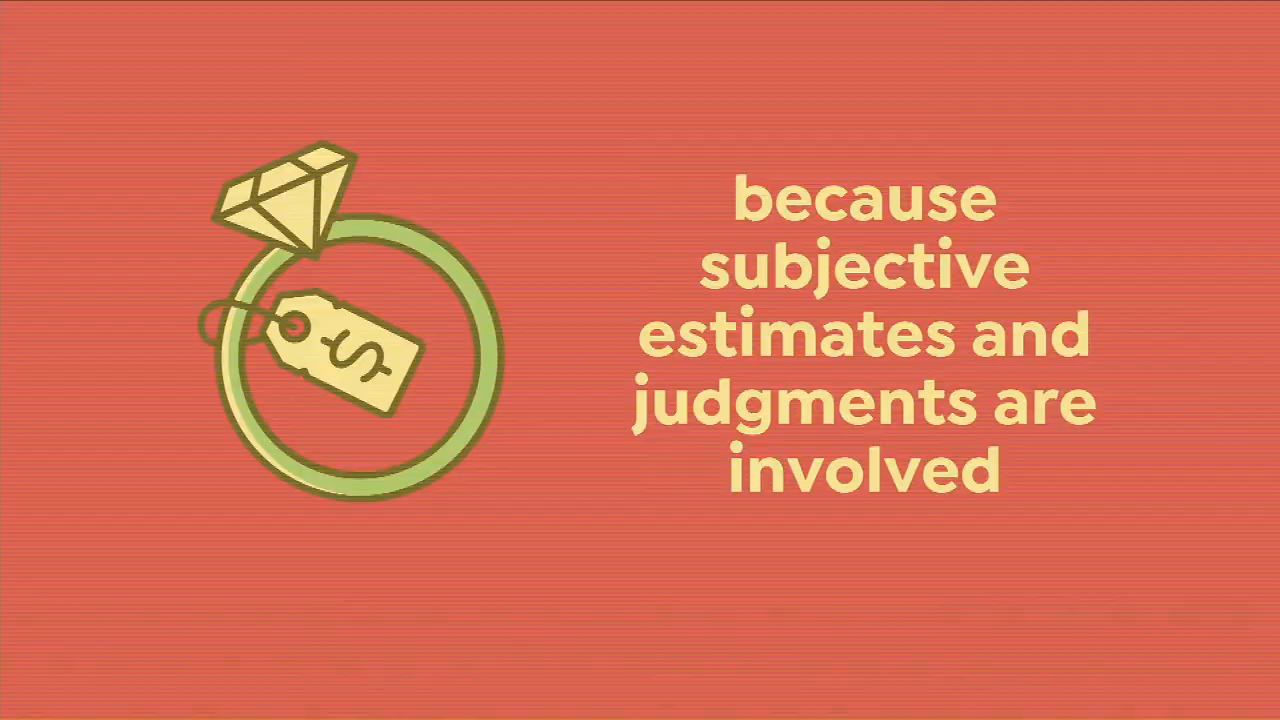 $
because
subjective
estimates and
judgments are
involved